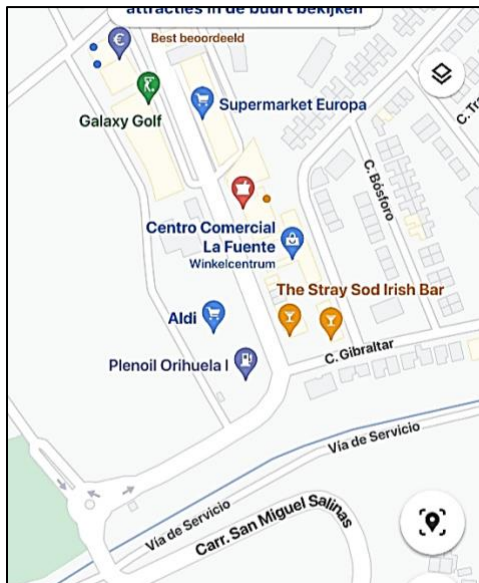 attracties in de buurt bekijken
Best beoordeeld
€
Galaxy Golf
Supermarket Europa
C. Bósforo
Centro Comercial
La Fuente
Winkelcentrum
The Stray Sod Irish Bar
Aldi
Plenoil Orihuela I
C. Gibraltar
Vía de Servicio
Vía de Servicio
Carr. San Miguel Salinas